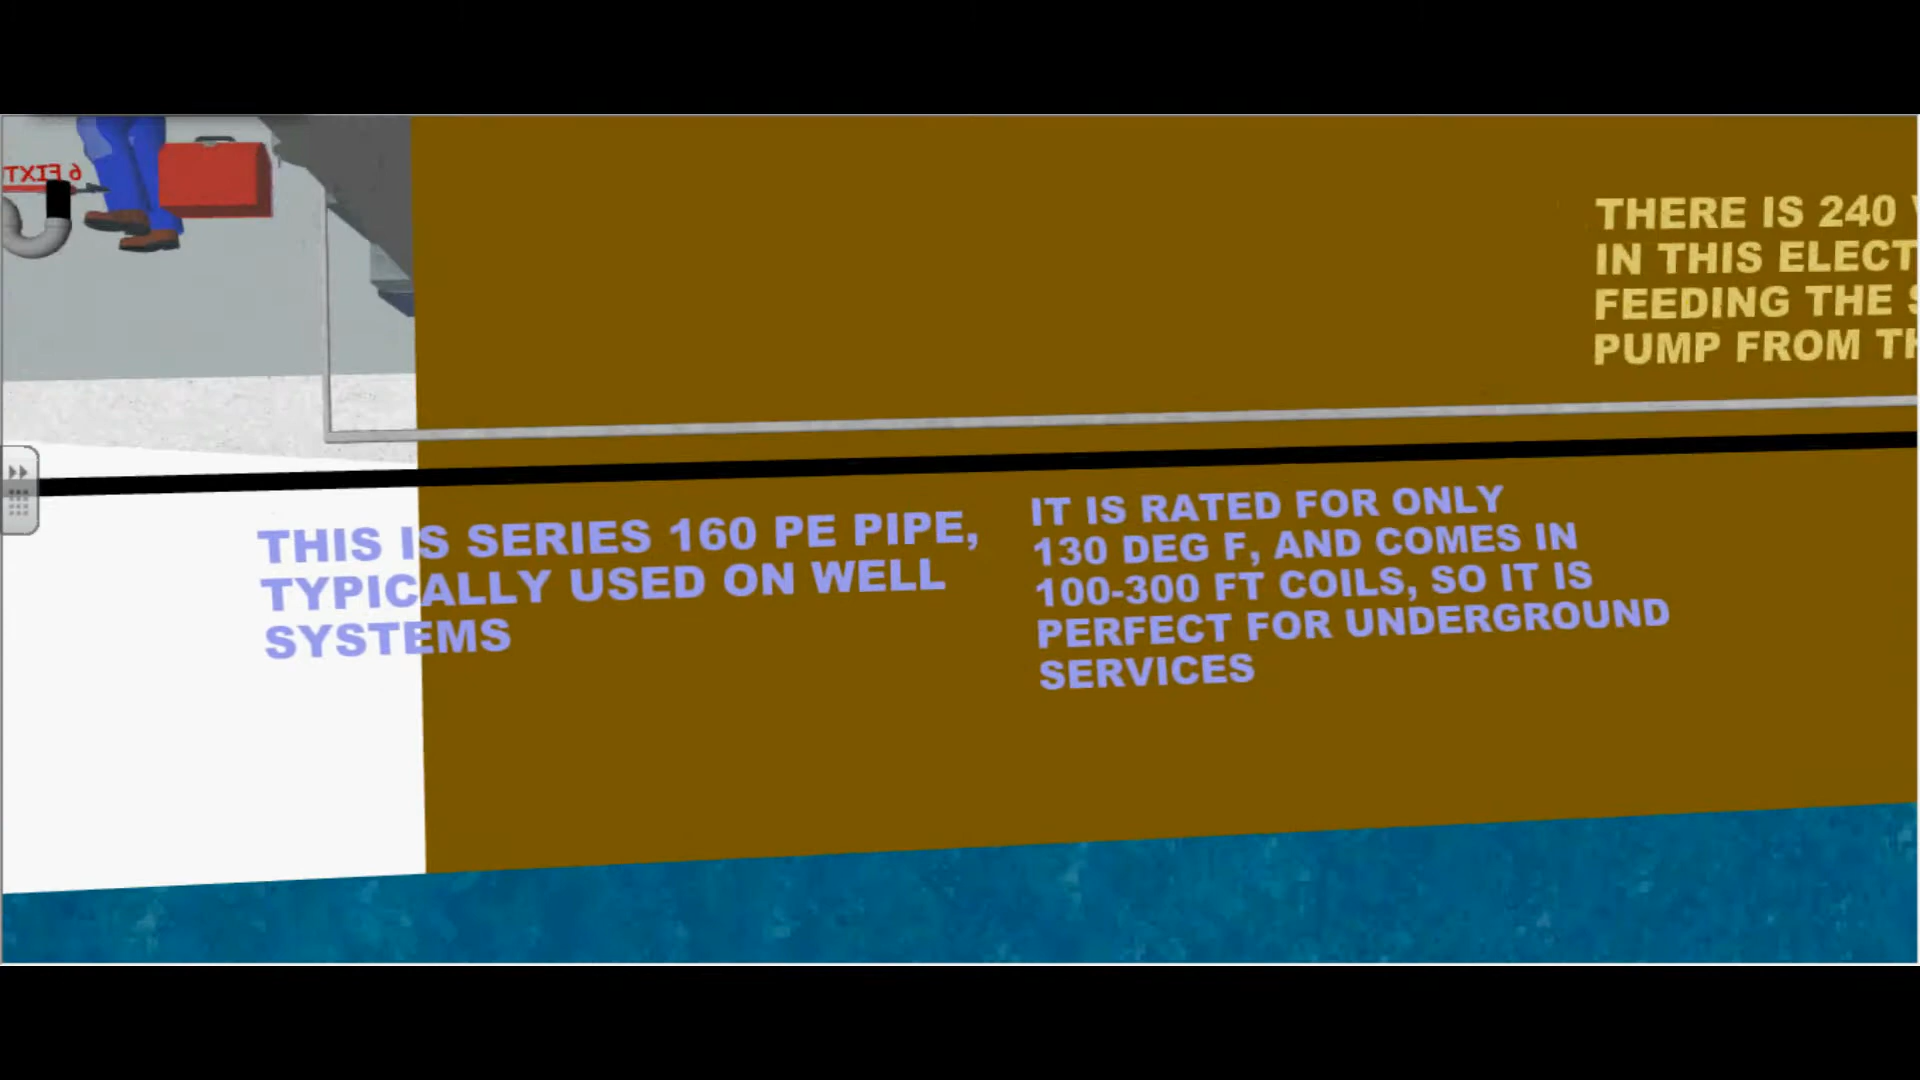 6 FIXT
THERE IS 240
IN THIS ELECT
FEEDING THE
PUMP FROM TH
THIS IS SERIES 160 PE PIPE,
TYPICALLY USED ON WELL
SYSTEMS
IT IS RATED FOR ONLY
130 DEG F, AND COMES IN
100-300 FT COILS, SO IT IS
PERFECT FOR UNDERGROUND
SERVICES